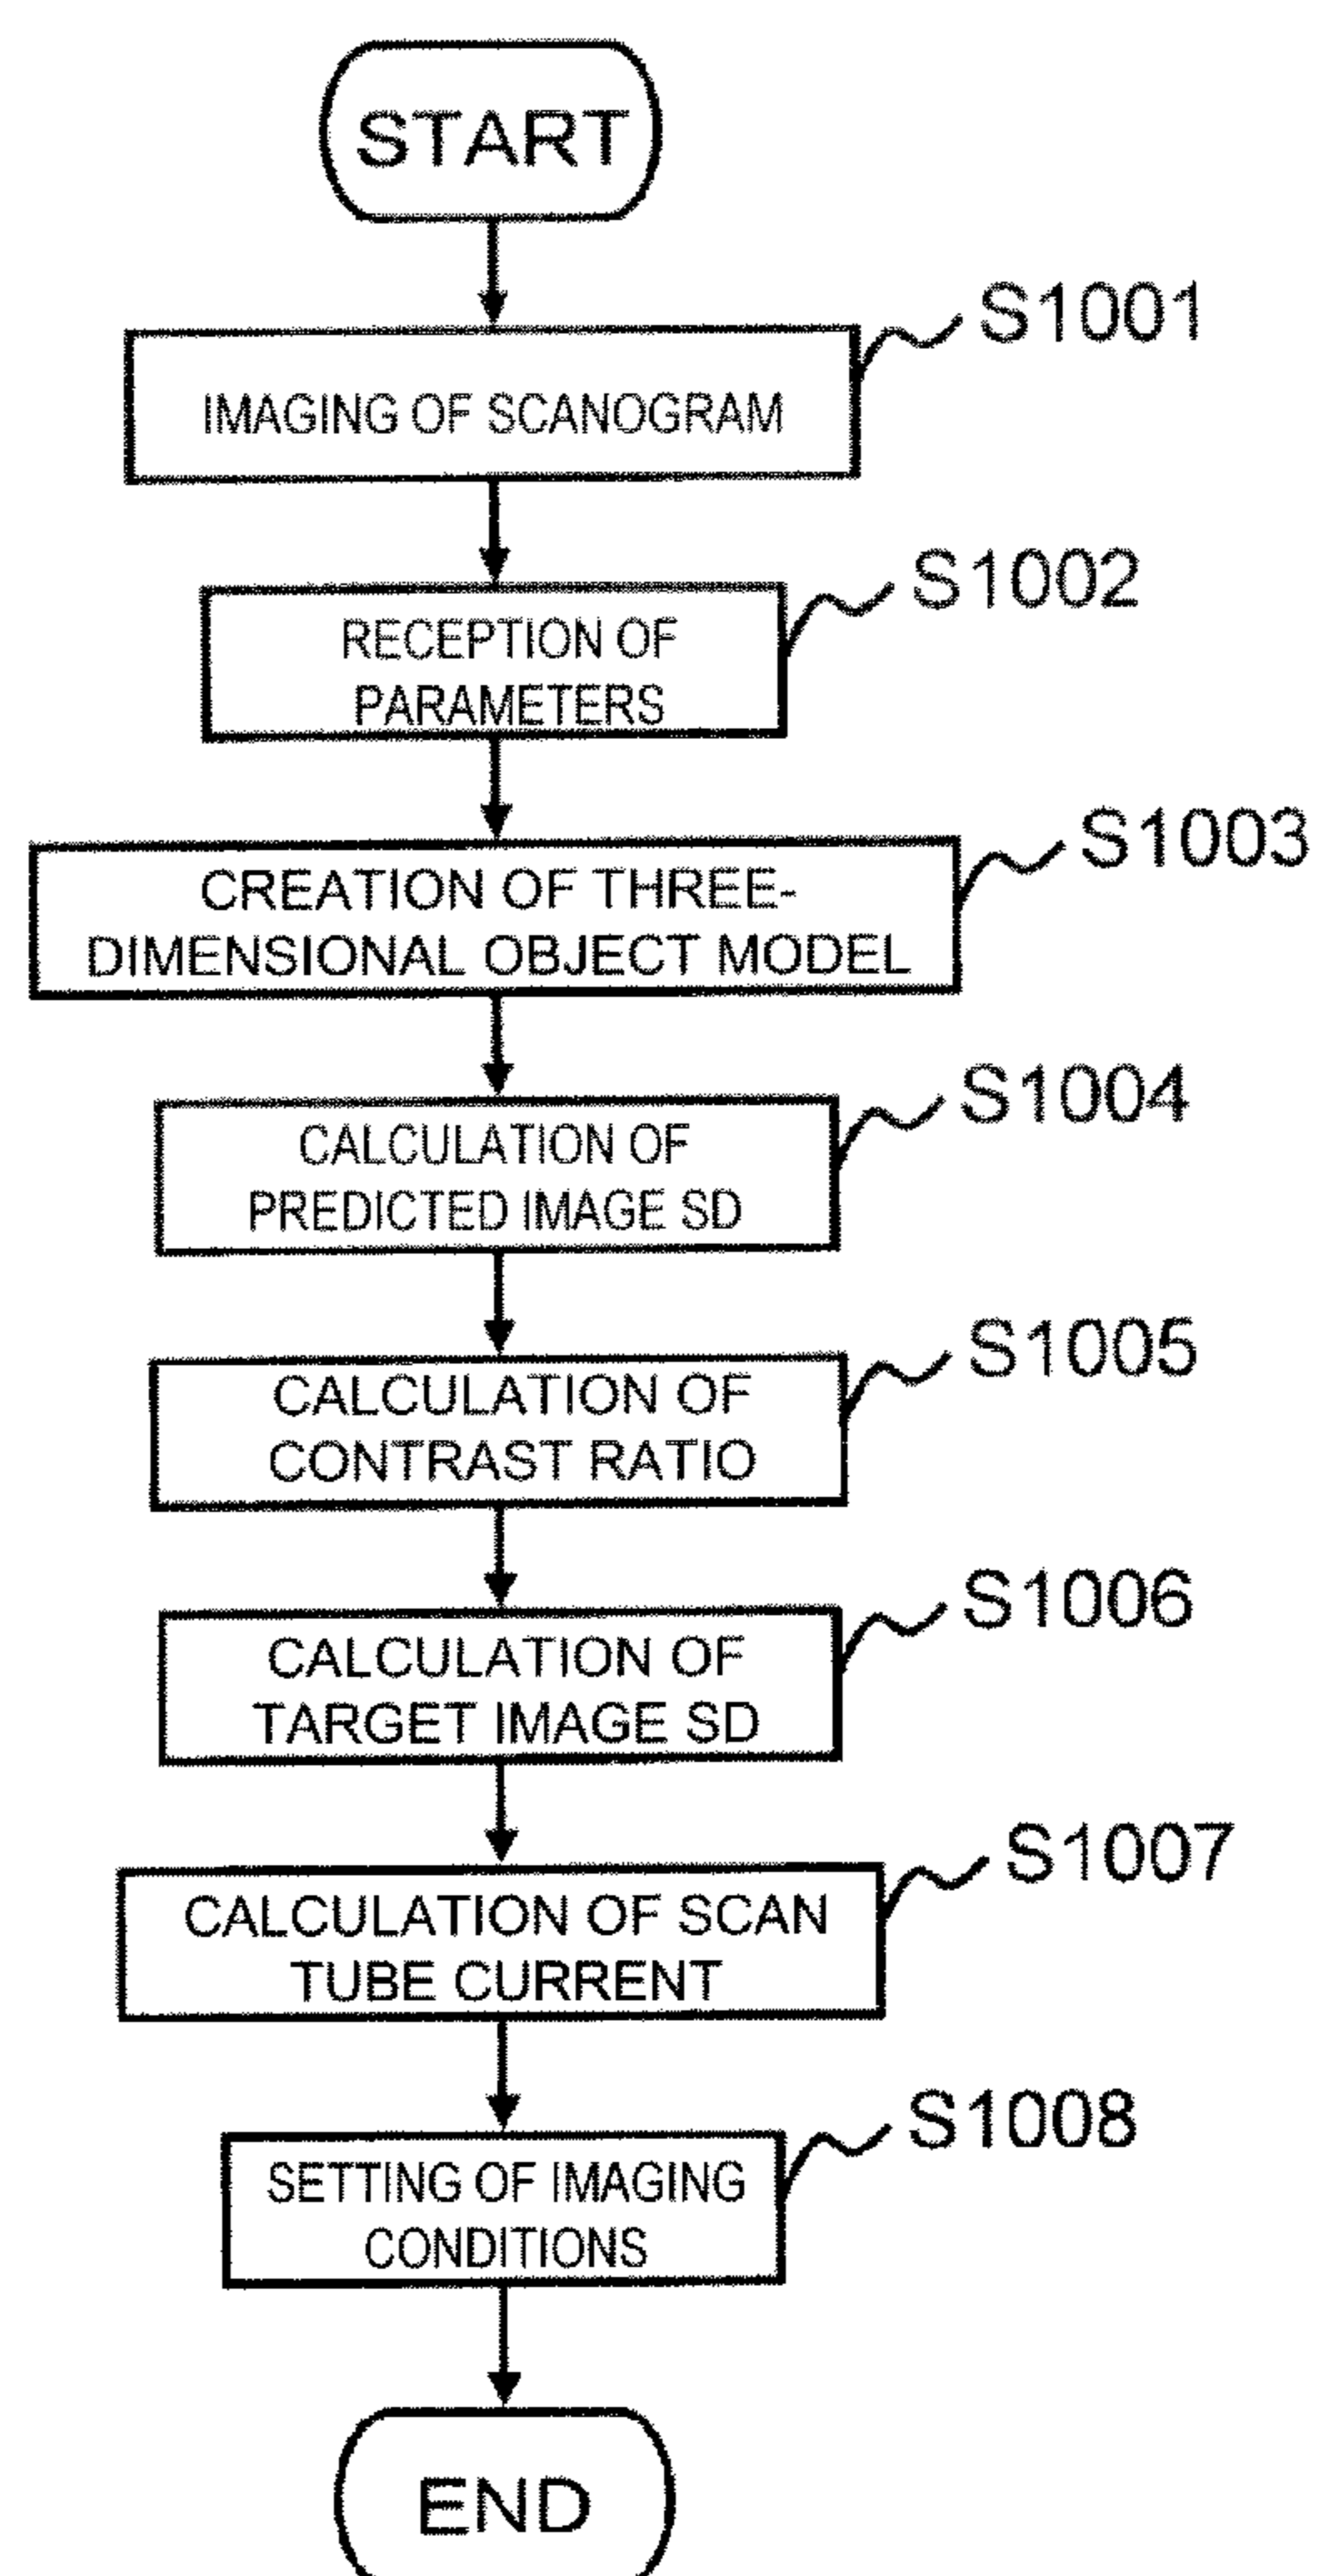 START
S1001
IMAGING OF SCANOGRAM
S1002
RECEPTION OF
PARAMETERS
S1003
CREATION OF THREE-
DIMENSIONAL OBJECT MODEL
S1004
CALCULATION OF
PREDICTED IMAGE SD
S1005
CALCULATION OF
CONTRAST RATIO
S1006
CALCULATION OF
TARGET IMAGE SD
S1007
CALCULATION OF SCAN
TUBE CURRENT
S1008
SETTING OF IMAGING
CONDITIONS
END